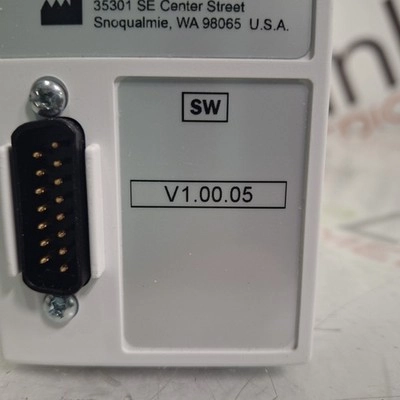 35301 SE Center Street
Snoqualmie, WA 98065 U.S.A.
SW
V1.00.05